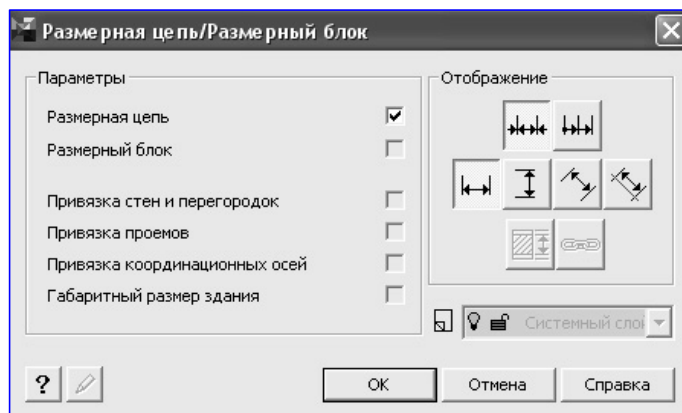 Размерная цепь/Размерный блок
Параметры
Размерная цепь
Размерный блок
Привязка стен и перегородок
Привязка проемов
Привязка координационных осей
Габаритный размер здания
Отображение
Системный слой
?
OK
Отмена
Справка